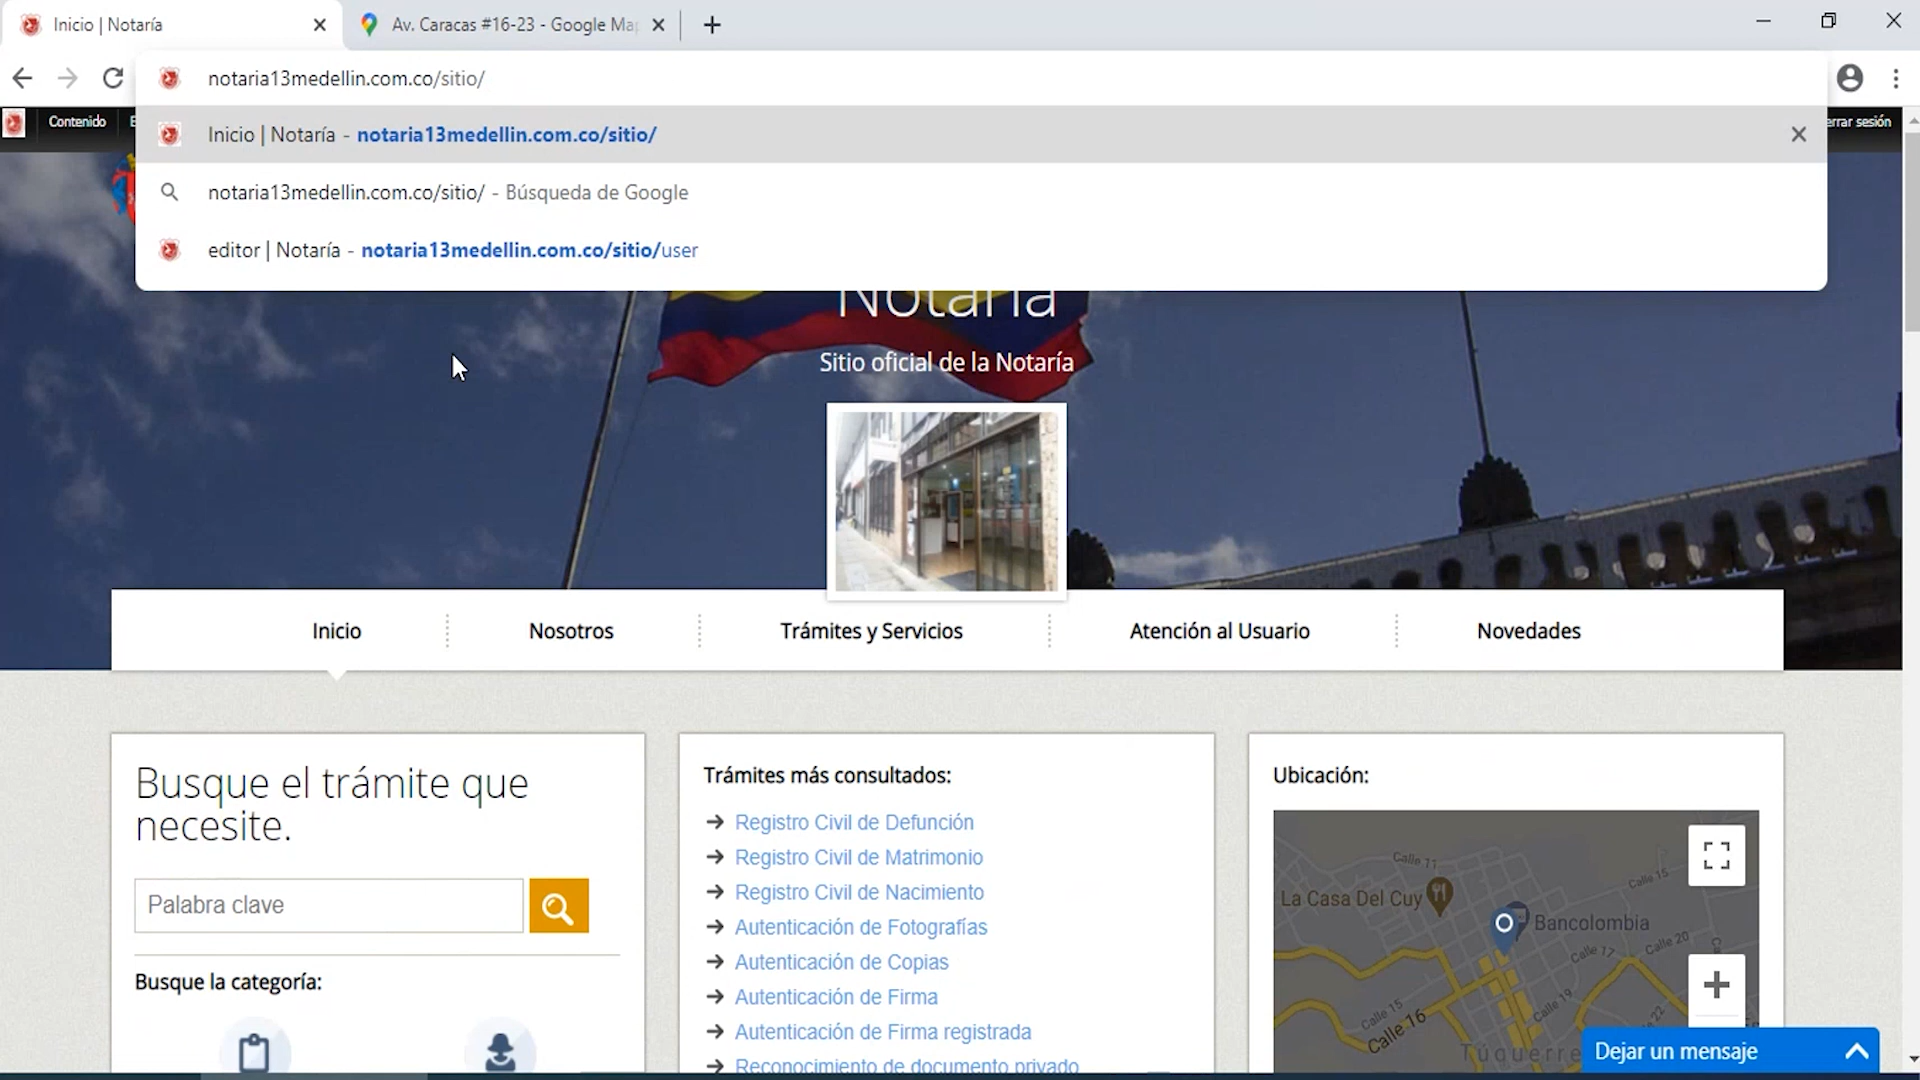 Inicio | Notaría
Av. Caracas #16-23 - Google Ma
notaria13medellin.com.co/sitio/
Inicio | Notaría - notaria13medellin.com.co/sitio/
notaria13medellin.com.co/sitio/ - Búsqueda de Google
editor | Notaría - notaria13medellin.com.co/sitio/user
Contenido
errar sesión
Notaría
Sitio oficial de la Notaría
Inicio
Nosotros
Trámites y Servicios
Atención al Usuario
Novedades
Busque el trámite que
necesite.
Palabra clave
Busque la categoría:
Trámites más consultados:
Registro Civil de Defunción
Registro Civil de Matrimonio
Registro Civil de Nacimiento
Autenticación de Fotografías
Autenticación de Copias
Autenticación de Firma
Autenticación de Firma registrada
Reconocimiento de documento privado
Ubicación:
Calle 11
Calle 15
La Casa Del Cuy
Bancolombia
Calle 17
Calle 20
Calle 19
Calle 15
Calle 16
Calle 22
Túquerre
Dejar un mensaje